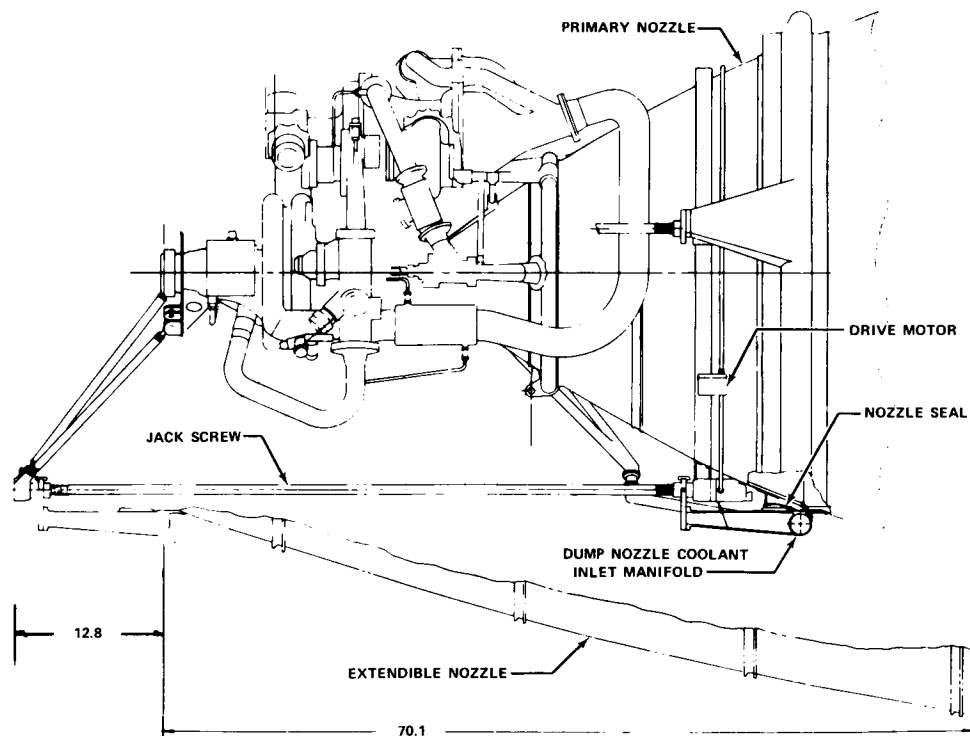 PRIMARY NOZZLE
DRIVE MOTOR
NOZZLE SEAL
JACK SCREW
DUMP NOZZLE COOLANT
INLET MANIFOLD
12.8
EXTENDIBLE NOZZLE
70.1